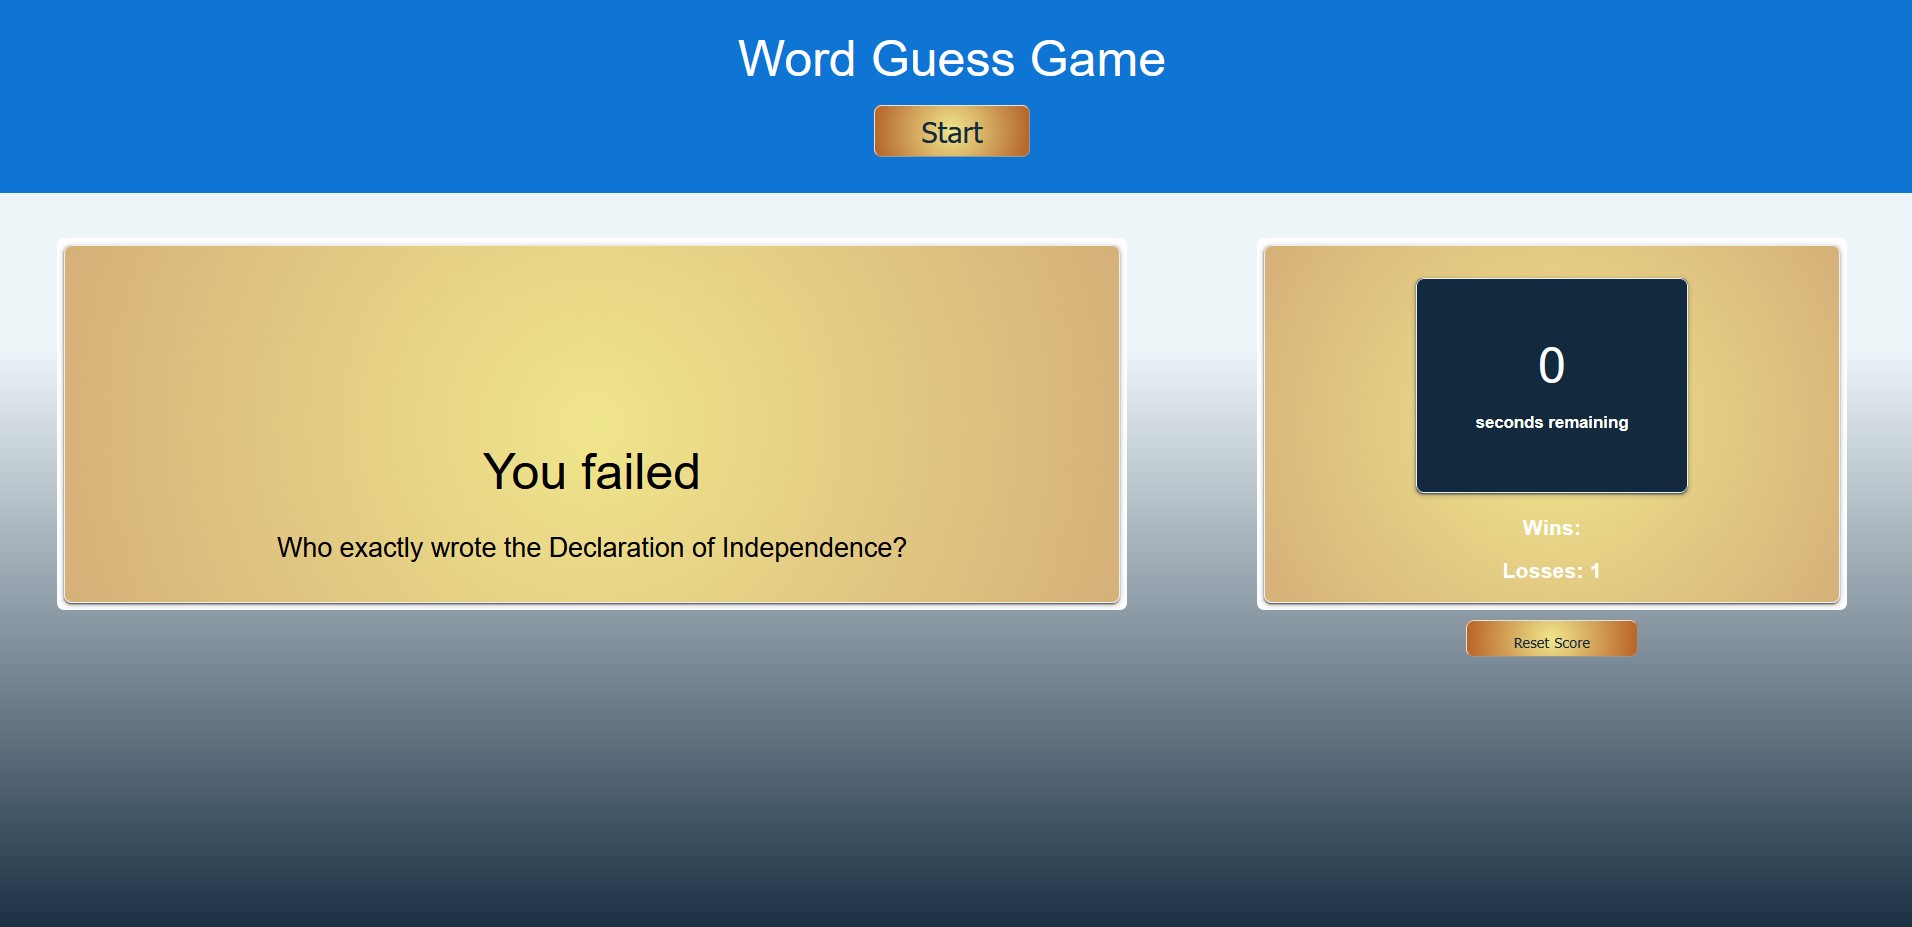 Word Guess Game
Start
You failed
Who exactly wrote the Declaration of Independence?
0
seconds remaining
Wins:
Losses: 1
Reset Score